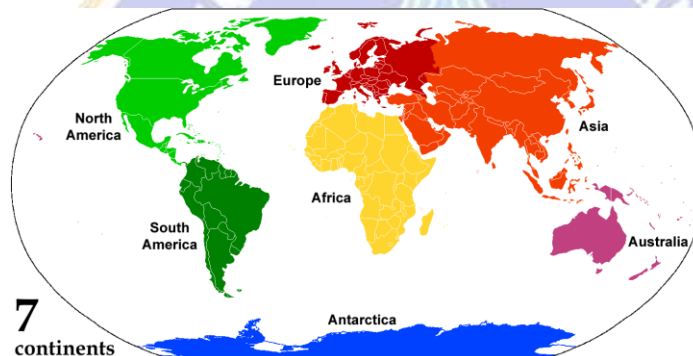 Europe
North
America
Asia
Africa
South
America
Australia
Antarctica
7
continents